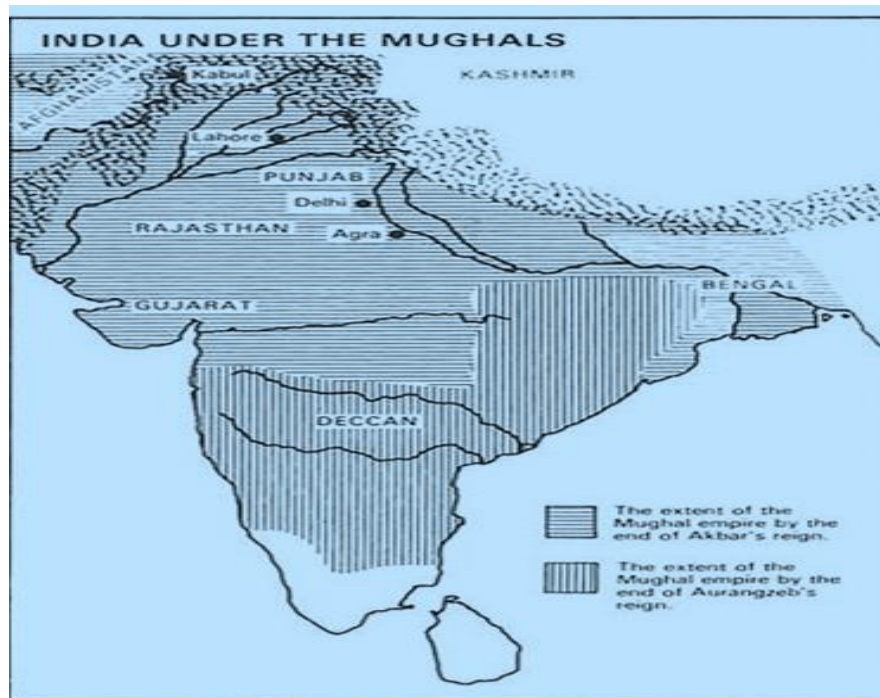 INDIA UNDER THE MUGHALS
AFGHANISTAN
Kabul
KASHMIR
Lahore
PUNJAB
Delhi
RAJASTHAN
Agra
GUJARAT
BENGAL
DECCAN
The extent of the
Mughal empire by the
end of Akbar's reign.
The extent of the
Mughal empire by the
end of Aurangzeb's
reign.